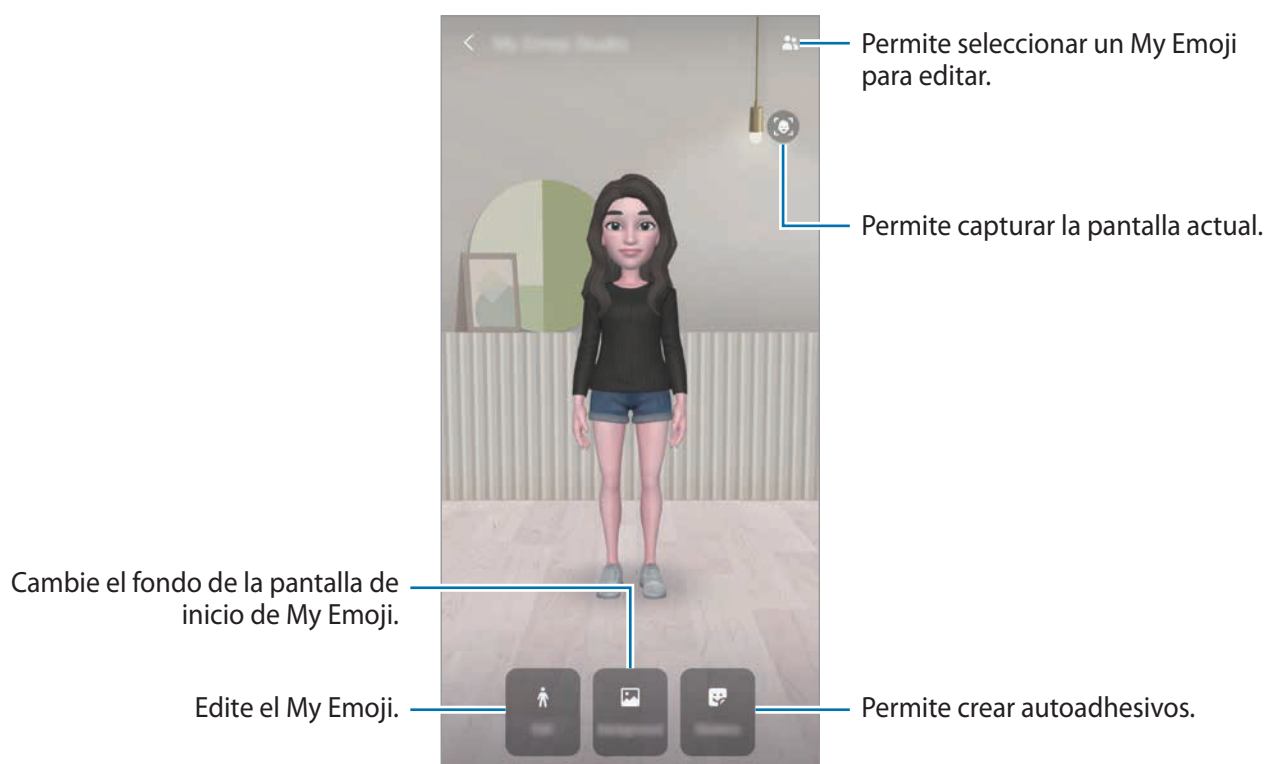 Permite seleccionar un My Emoji
para editar.
Permite capturar la pantalla actual.
Cambie el fondo de la pantalla de
inicio de My Emoji.
Edite el My Emoji.
Permite crear autoadhesivos.